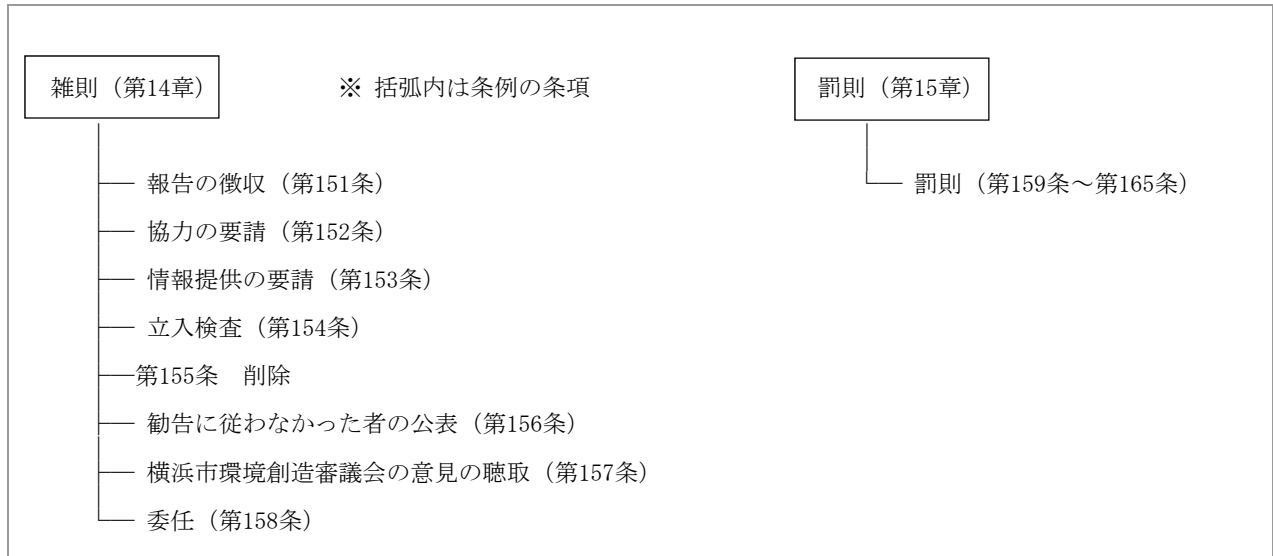 雑則（第14章）
※ 括弧内は条例の条項
罰則（第15章）
報告の徴収（第151条）
罰則（第159条～第165条）
協力の要請（第152条）
情報提供の要請（第153条）
立入検査（第154条）
第155条　削除
勧告に従わなかった者の公表（第156条）
横浜市環境創造審議会の意見の聴取（第157条）
委任（第158条）